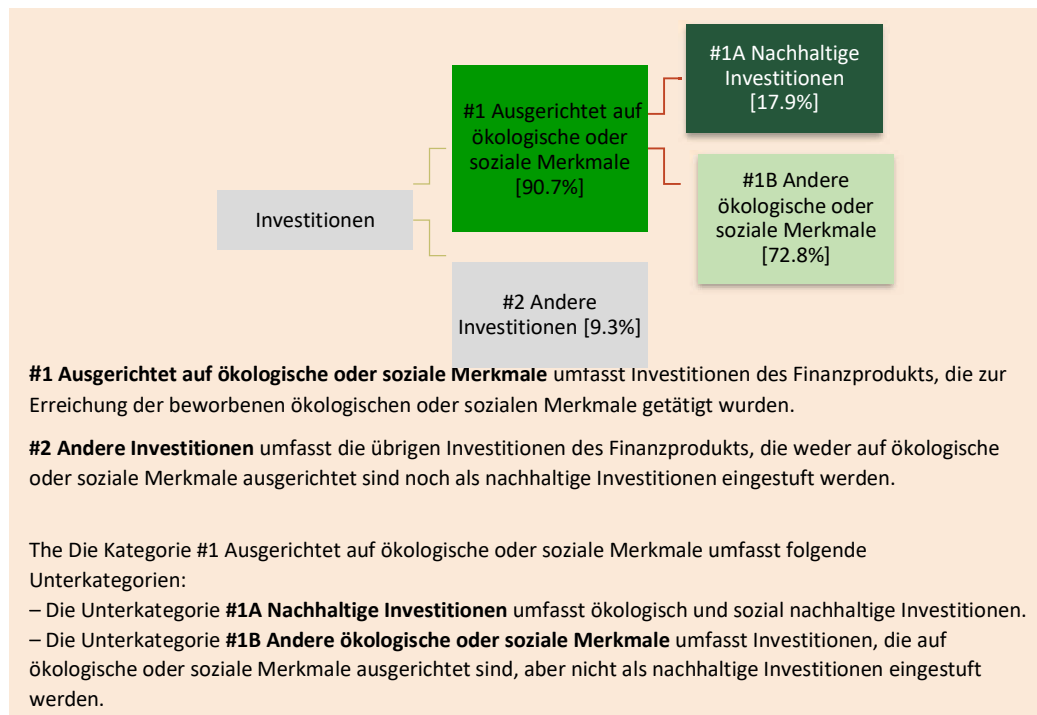 #1A Nachhaltige
Investitionen
[17.9%]
#1 Ausgerichtet auf
ökologische oder
soziale Merkmale
[90.7%]
#1B Andere
ökologische oder
soziale Merkmale
[72.8%]
Investitionen
#2 Andere
Investitionen [9.3%]
#1 Ausgerichtet auf ökologische oder soziale Merkmale umfasst Investitionen des Finanzprodukts, die zur
Erreichung der beworbenen ökologischen oder sozialen Merkmale getätigt wurden.
#2 Andere Investitionen umfasst die übrigen Investitionen des Finanzprodukts, die weder auf ökologische
oder soziale Merkmale ausgerichtet sind noch als nachhaltige Investitionen eingestuft werden.
The Die Kategorie #1 Ausgerichtet auf ökologische oder soziale Merkmale umfasst folgende
Unterkategorien:
– Die Unterkategorie #1A Nachhaltige Investitionen umfasst ökologisch und sozial nachhaltige Investitionen.
– Die Unterkategorie #1B Andere ökologische oder soziale Merkmale umfasst Investitionen, die auf
ökologische oder soziale Merkmale ausgerichtet sind, aber nicht als nachhaltige Investitionen eingestuft
werden.